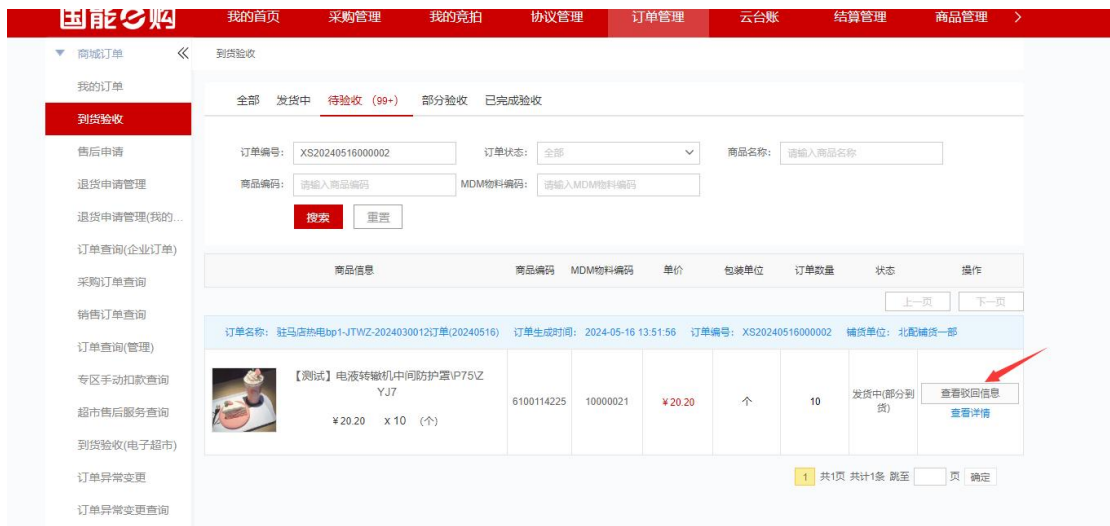 国能e购 我的首页 采购管理 我的竞拍 协议管理 订单管理 云台账 结算管理 商品管理
商城订单 到货验收
我的订单
到货验收
售后申请
退货申请管理
退货申请管理(我的...
订单查询(企业订单)
采购订单查询
销售订单查询
订单查询(管理)
专区手动扣款查询
超市售后服务查询
到货验收(电子超市)
订单异常变更
订单异常变更查询
全部 发货中 待验收 (99+) 部分验收 已完成验收
订单编号: XS20240516000002 订单状态: 全部 商品名称: 请输入商品名称
商品编码: 请输入商品编码 MDM物料编码: 请输入MDM物料编码
搜索 重置
商品信息 商品编码 MDM物料编码 单价 包装单位 订单数量 状态 操作
上一页 下一页
订单名称: 驻马店热电bp1-JTWZ-2024030012订单(20240516) 订单生成时间: 2024-05-16 13:51:56 订单编号: XS20240516000002 铺货单位: 北配铺货一部
【测试】电液转辙机中间防护罩\P75\Z
YJ7
¥20.20 x 10 (个)
6100114225 10000021 ¥20.20 个 10
发货中(部分到
货)
查看驳回信息
查看详情
1 共1页 共计1条 跳至 页 确定